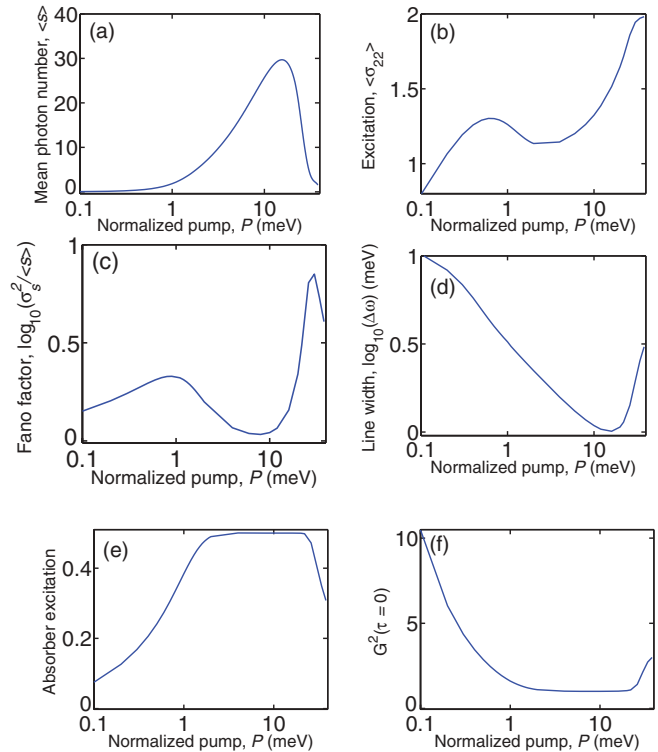 (a)
Mean photon number, <s>
40
30
20
10
0
0.1
1
10
Normalized pump, P (meV)
(b)
Excitation, <σ22>
2
1.5
1
0.1
1
10
Normalized pump, P (meV)
(c)
Fano factor, log10(σs²/<s>)
1
0.5
0
0.1
1
10
Normalized pump, P (meV)
(d)
Line width, log10(Δω) (meV)
1
0.5
0
0.1
1
10
Normalized pump, P (meV)
(e)
Absorber excitation
0.4
0.2
0
0.1
1
10
Normalized pump, P (meV)
(f)
G²(τ = 0)
10
5
0
0.1
1
10
Normalized pump, P (meV)